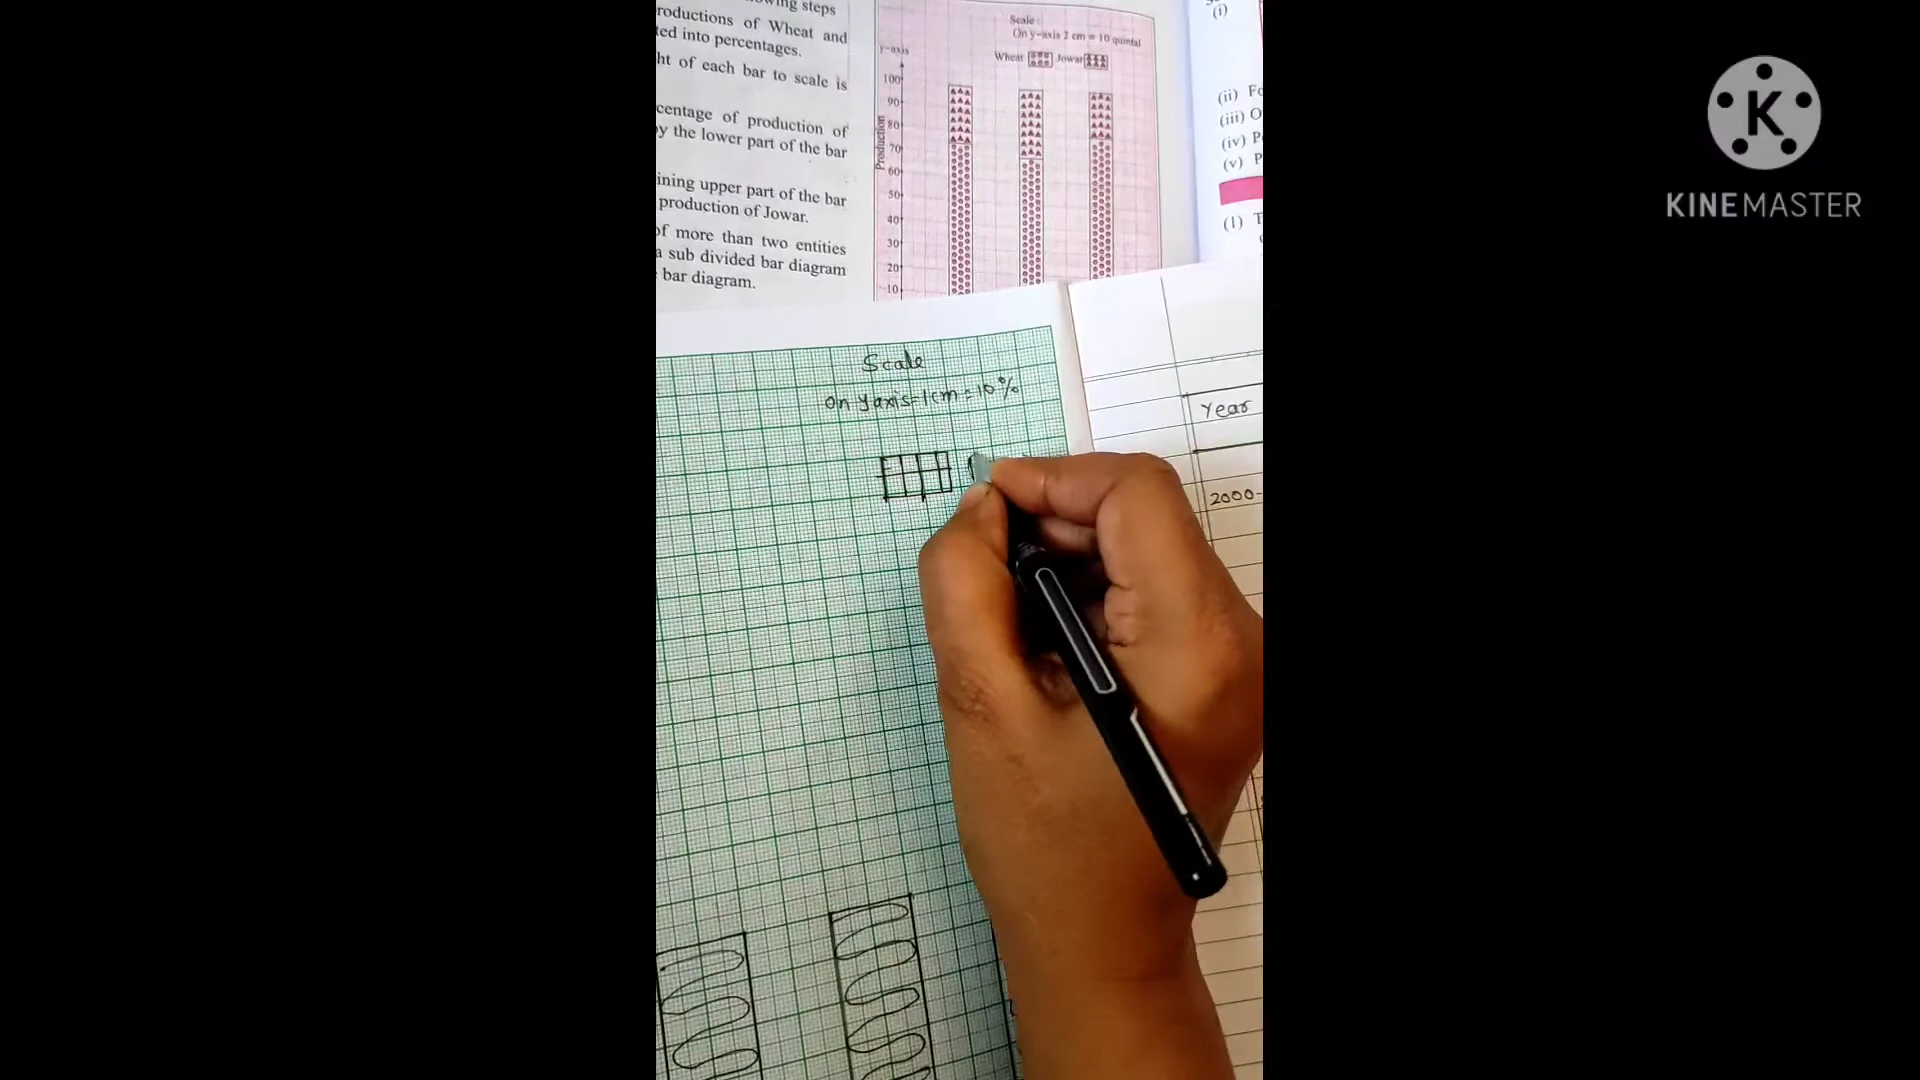 steps
roductions of Wheat and
ted into percentages.
ht of each bar to scale is
centage of production of
y the lower part of the bar
ining upper part of the bar
production of Jowar.
of more than two entities
a sub divided bar diagram
bar diagram.
Scale :
On y-axis 2 cm = 10 quintal
Wheat Jowar
y-axis
Production
100
90
80
70
60
50
40
30
20
10
(i)
(ii) Fo
(iii) O
(iv) P
(v) P
(1) T
Scale
on y axis = 1cm = 10%
Year
2000-
K
KINEMASTER